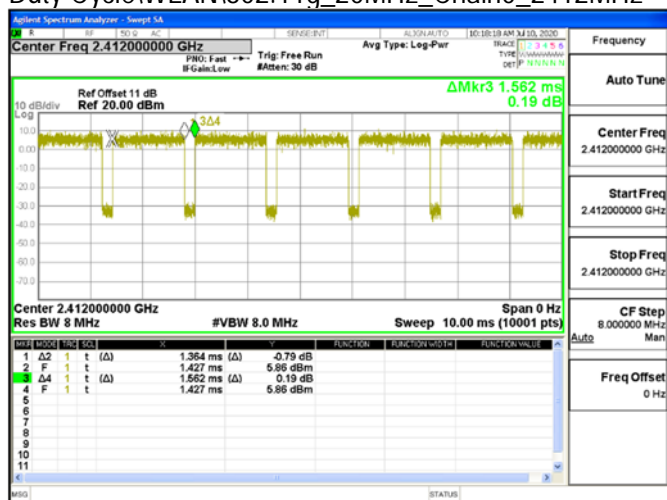 Duty Cycle\WLAN\802.11g_20MHz_Chain0_2412MHz
Agilent Spectrum Analyzer - Swept SA
R RF 50 Ω AC SENSE:INT ALIGN AUTO 10:18:18 AM Jul 10, 2020
Center Freq 2.412000000 GHz
PNO: Fast
IFGain:Low
Trig: Free Run
#Atten: 30 dB
Avg Type: Log-Pwr
TRACE 1 2 3 4 5 6
TYPE
DET P N N N N N
Ref Offset 11 dB
10 dB/div Ref 20.00 dBm
Log
ΔMkr3 1.562 ms
0.19 dB
3Δ4
10.0
0.00
-10.0
-20.0
-30.0
-40.0
-50.0
-60.0
-70.0
Center 2.412000000 GHz Span 0 Hz
Res BW 8 MHz #VBW 8.0 MHz Sweep 10.00 ms (10001 pts)
MKR MODE TRC SCL X Y FUNCTION FUNCTION WIDTH FUNCTION VALUE
1 Δ2 1 t (Δ) 1.364 ms (Δ) -0.79 dB
2 F 1 t 1.427 ms 5.86 dBm
3 Δ4 1 t (Δ) 1.562 ms (Δ) 0.19 dB
4 F 1 t 1.427 ms 5.86 dBm
5
6
7
8
9
10
11
MSG STATUS
Frequency
Auto Tune
Center Freq
2.412000000 GHz
Start Freq
2.412000000 GHz
Stop Freq
2.412000000 GHz
CF Step
8.000000 MHz
Auto Man
Freq Offset
0 Hz